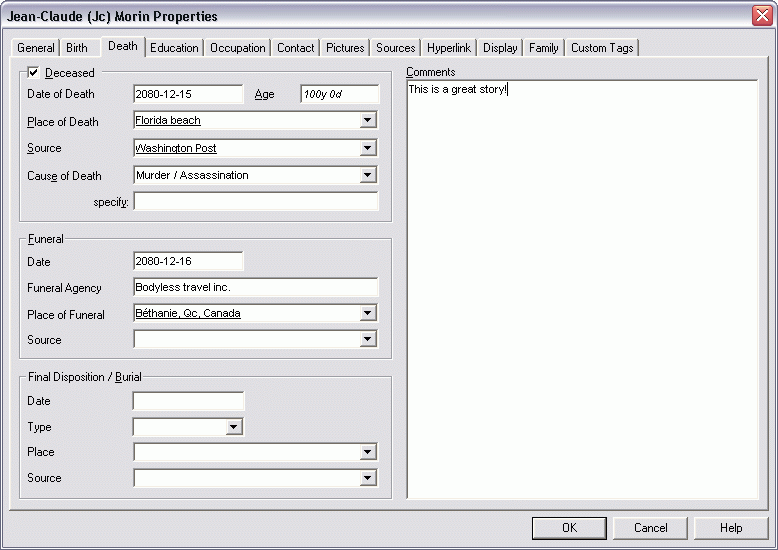 Jean-Claude (Jc) Morin Properties
General Birth Death Education Occupation Contact Pictures Sources Hyperlink Display Family Custom Tags
Deceased
Date of Death 2080-12-15 Age 100y 0d
Place of Death Florida beach
Source Washington Post
Cause of Death Murder / Assassination
specify:
Funeral
Date 2080-12-16
Funeral Agency Bodyless travel inc.
Place of Funeral Béthanie, Qc, Canada
Source
Final Disposition / Burial
Date
Type
Place
Source
Comments
This is a great story!
OK Cancel Help